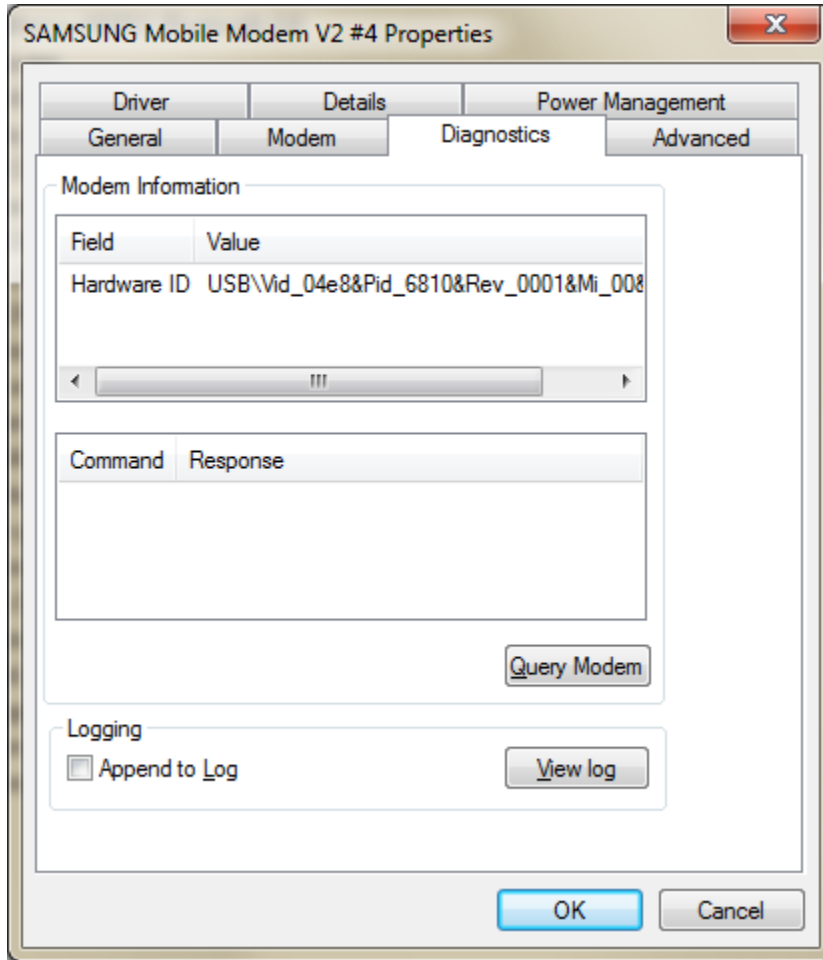 SAMSUNG Mobile Modem V2 #4 Properties
Driver Details Power Management
General Modem Diagnostics Advanced
Modem Information
Field Value
Hardware ID USB\Vid_04e8&Pid_6810&Rev_0001&Mi_00&
Command Response
Query Modem
Logging
Append to Log View log
OK Cancel